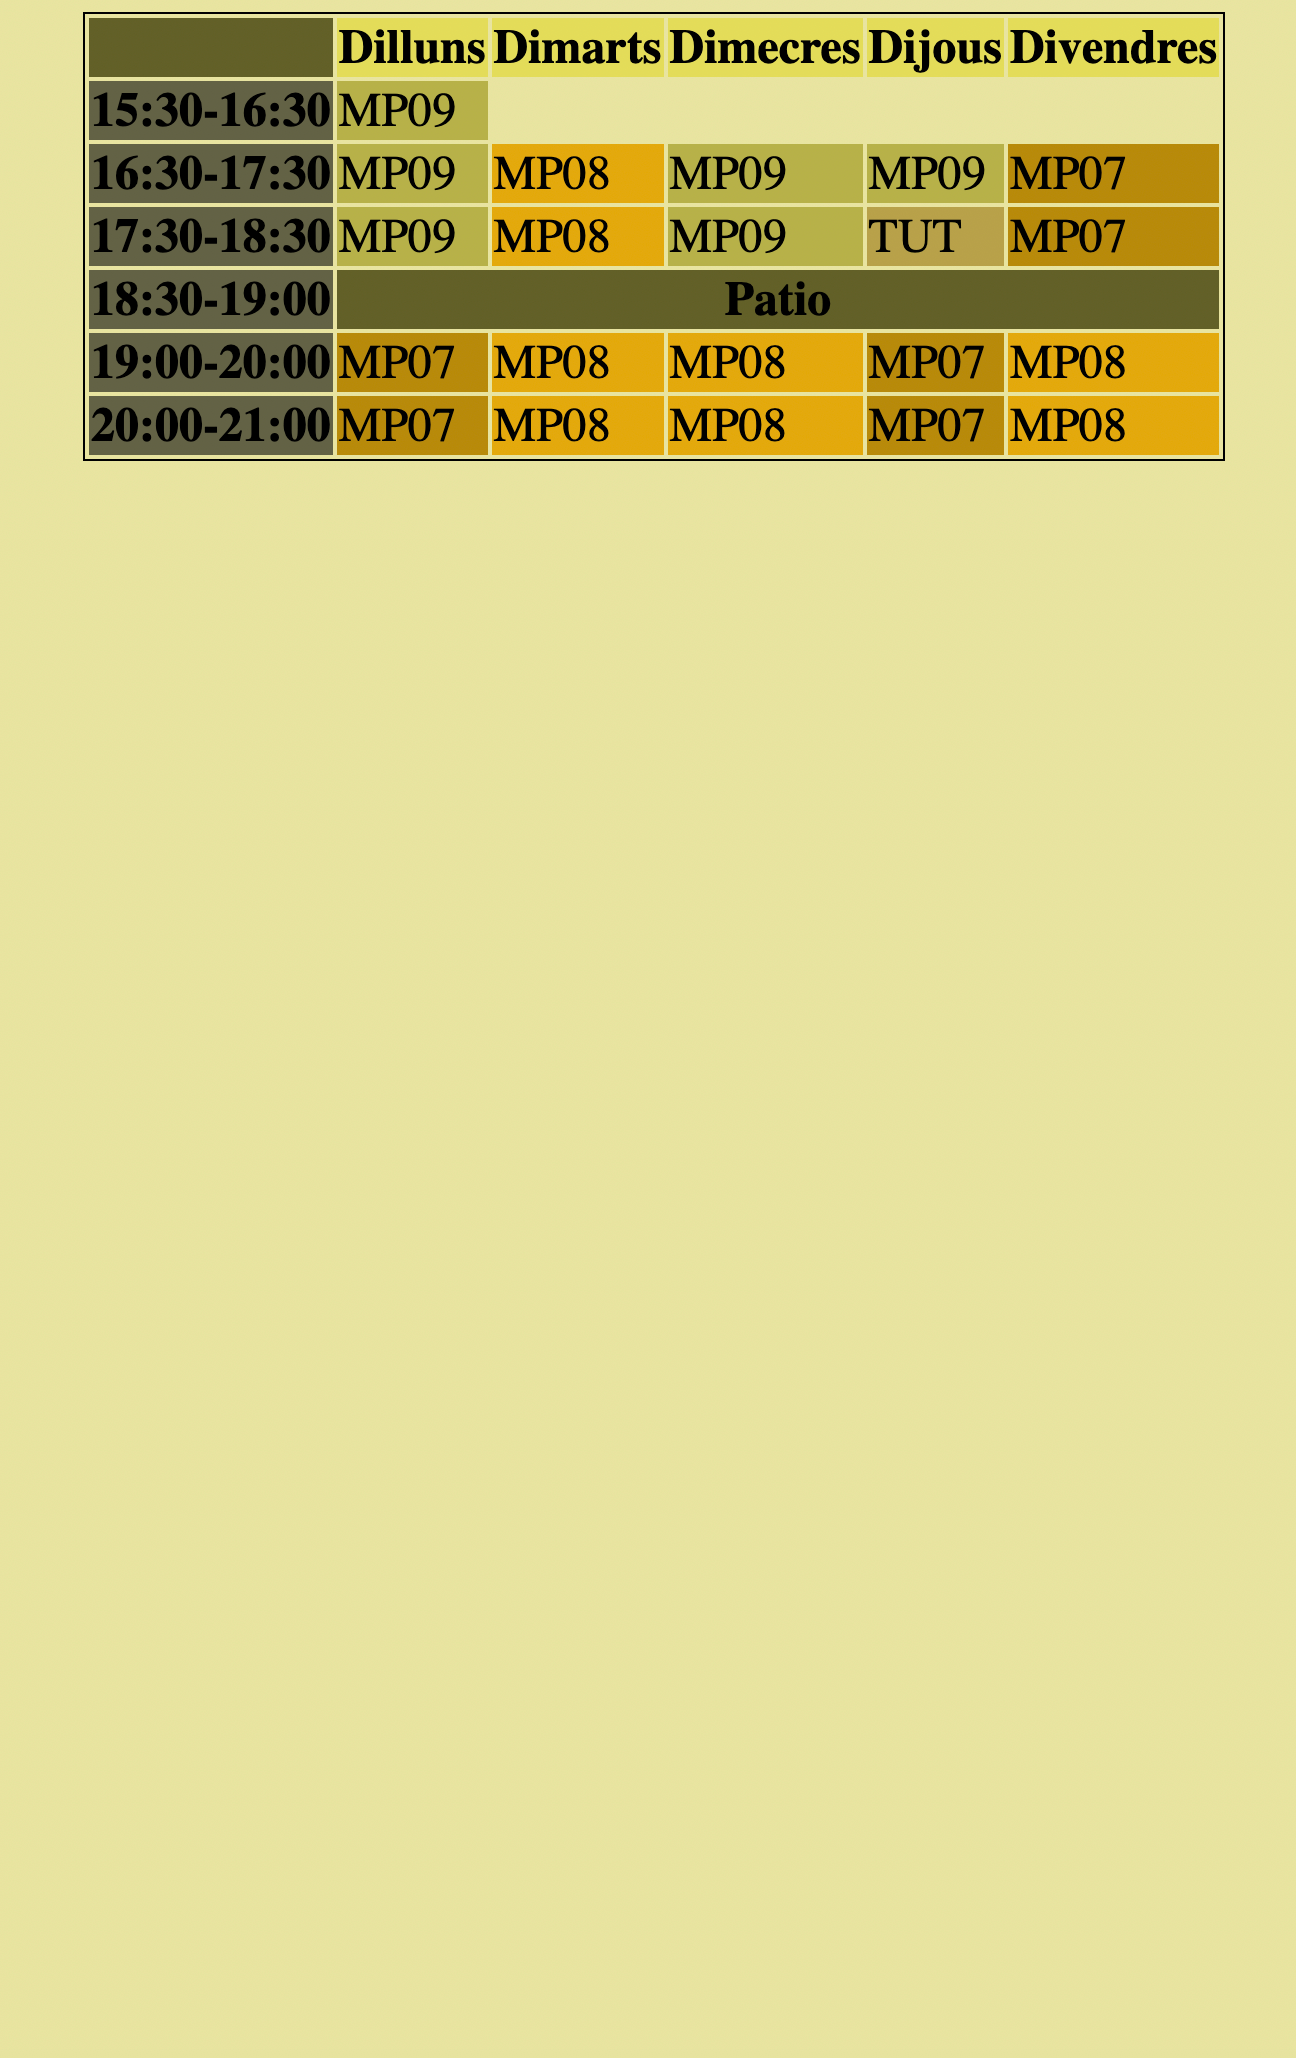 Dilluns Dimarts Dimecres Dijous Divendres
15:30-16:30 MP09
16:30-17:30 MP09 MP08 MP09 MP09 MP07
17:30-18:30 MP09 MP08 MP09 TUT MP07
18:30-19:00 Patio
19:00-20:00 MP07 MP08 MP08 MP07 MP08
20:00-21:00 MP07 MP08 MP08 MP07 MP08